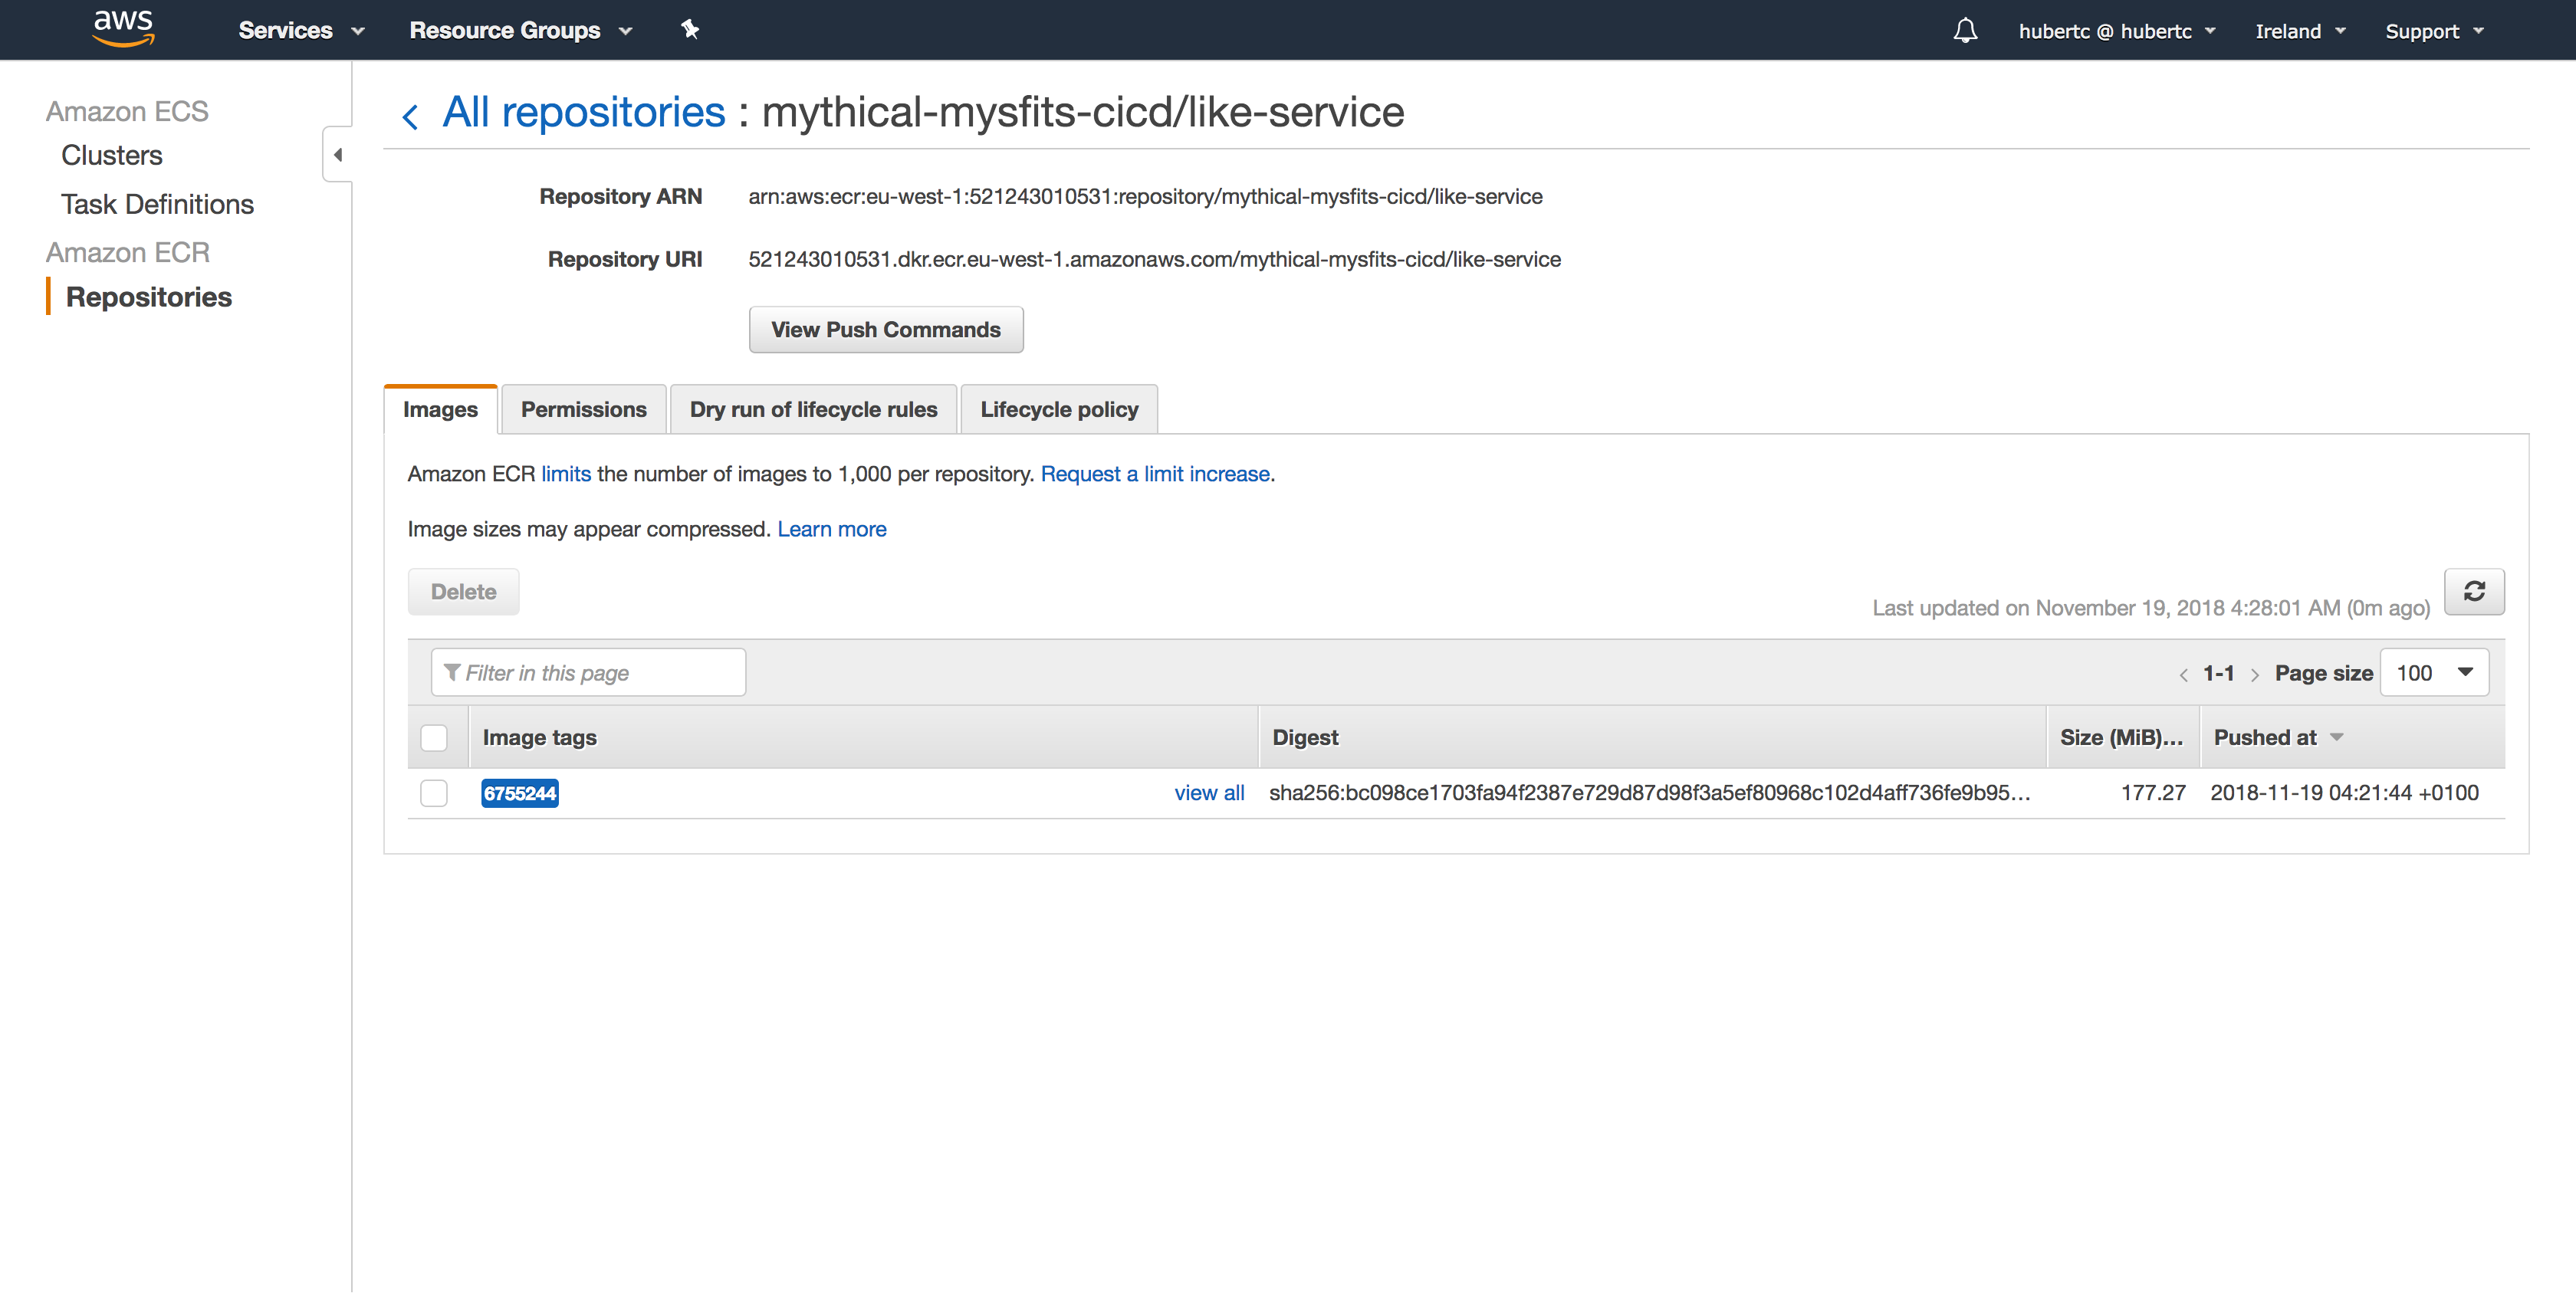 aws Services Resource Groups hubertc @ hubertc Ireland Support
Amazon ECS
Clusters
Task Definitions
Amazon ECR
Repositories
All repositories : mythical-mysfits-cicd/like-service
Repository ARN arn:aws:ecr:eu-west-1:521243010531:repository/mythical-mysfits-cicd/like-service
Repository URI 521243010531.dkr.ecr.eu-west-1.amazonaws.com/mythical-mysfits-cicd/like-service
View Push Commands
Images Permissions Dry run of lifecycle rules Lifecycle policy
Amazon ECR limits the number of images to 1,000 per repository. Request a limit increase.
Image sizes may appear compressed. Learn more
Delete
Last updated on November 19, 2018 4:28:01 AM (0m ago)
Filter in this page < 1-1 > Page size 100
Image tags Digest Size (MiB)... Pushed at
6755244 view all sha256:bc098ce1703fa94f2387e729d87d98f3a5ef80968c102d4aff736fe9b95... 177.27 2018-11-19 04:21:44 +0100